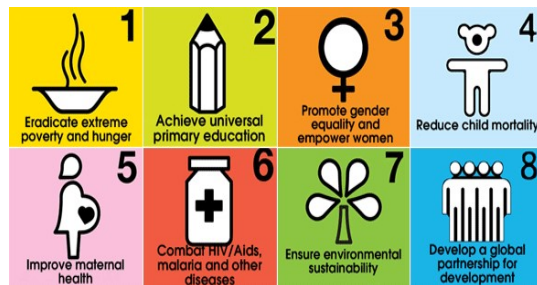 1
Eradicate extreme
poverty and hunger
2
Achieve universal
primary education
3
Promote gender
equality and
empower women
4
Reduce child mortality
5
Improve maternal
health
6
Combat HIV/Aids,
malaria and other
diseases
7
Ensure environmental
sustainability
8
Develop a global
partnership for
development